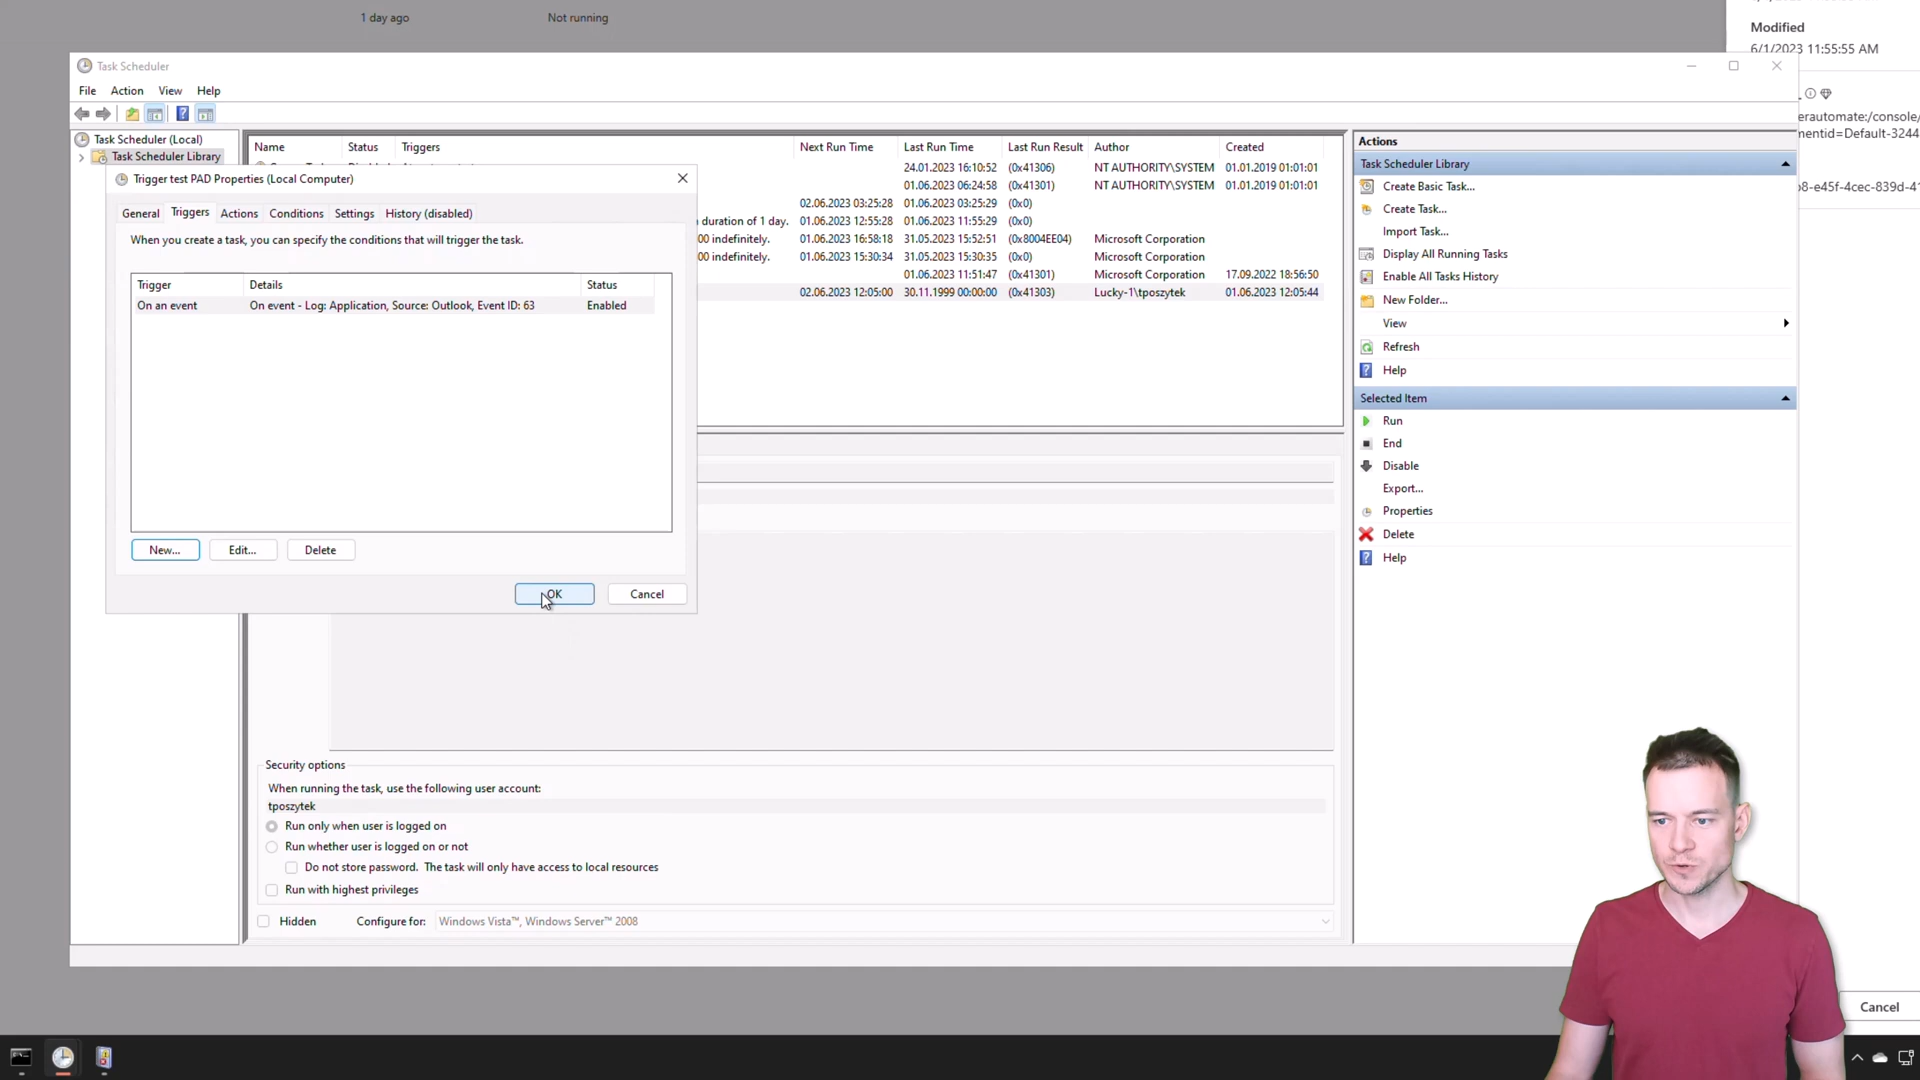 1 day ago Not running
Modified
6/1/2023 11:55:55 AM
Task Scheduler
File Action View Help
erautomate:/console/
mentid=Default-3244
b8-e45f-4cec-839d-41
Task Scheduler (Local)
Task Scheduler Library
Name Status Triggers Next Run Time Last Run Time Last Run Result Author Created
24.01.2023 16:10:52 (0x41306) NT AUTHORITY\SYSTEM 01.01.2019 01:01:01
01.06.2023 06:24:58 (0x41301) NT AUTHORITY\SYSTEM 01.01.2019 01:01:01
02.06.2023 03:25:28 01.06.2023 03:25:29 (0x0)
duration of 1 day. 01.06.2023 12:55:28 01.06.2023 11:55:29 (0x0)
00 indefinitely. 01.06.2023 16:58:18 31.05.2023 15:52:51 (0x8004EE04) Microsoft Corporation
00 indefinitely. 01.06.2023 15:30:34 31.05.2023 15:30:35 (0x0) Microsoft Corporation
01.06.2023 11:51:47 (0x41301) Microsoft Corporation 17.09.2022 18:56:50
02.06.2023 12:05:00 30.11.1999 00:00:00 (0x41303) Lucky-1\tposzytek 01.06.2023 12:05:44
Trigger test PAD Properties (Local Computer)
General Triggers Actions Conditions Settings History (disabled)
When you create a task, you can specify the conditions that will trigger the task.
Trigger Details Status
On an event On event - Log: Application, Source: Outlook, Event ID: 63 Enabled
New... Edit... Delete
OK Cancel
Security options
When running the task, use the following user account:
tposzytek
Run only when user is logged on
Run whether user is logged on or not
Do not store password. The task will only have access to local resources
Run with highest privileges
Hidden Configure for: Windows Vista™, Windows Server™ 2008
Actions
Task Scheduler Library
Create Basic Task...
Create Task...
Import Task...
Display All Running Tasks
Enable All Tasks History
New Folder...
View
Refresh
Help
Selected Item
Run
End
Disable
Export...
Properties
Delete
Help
Cancel